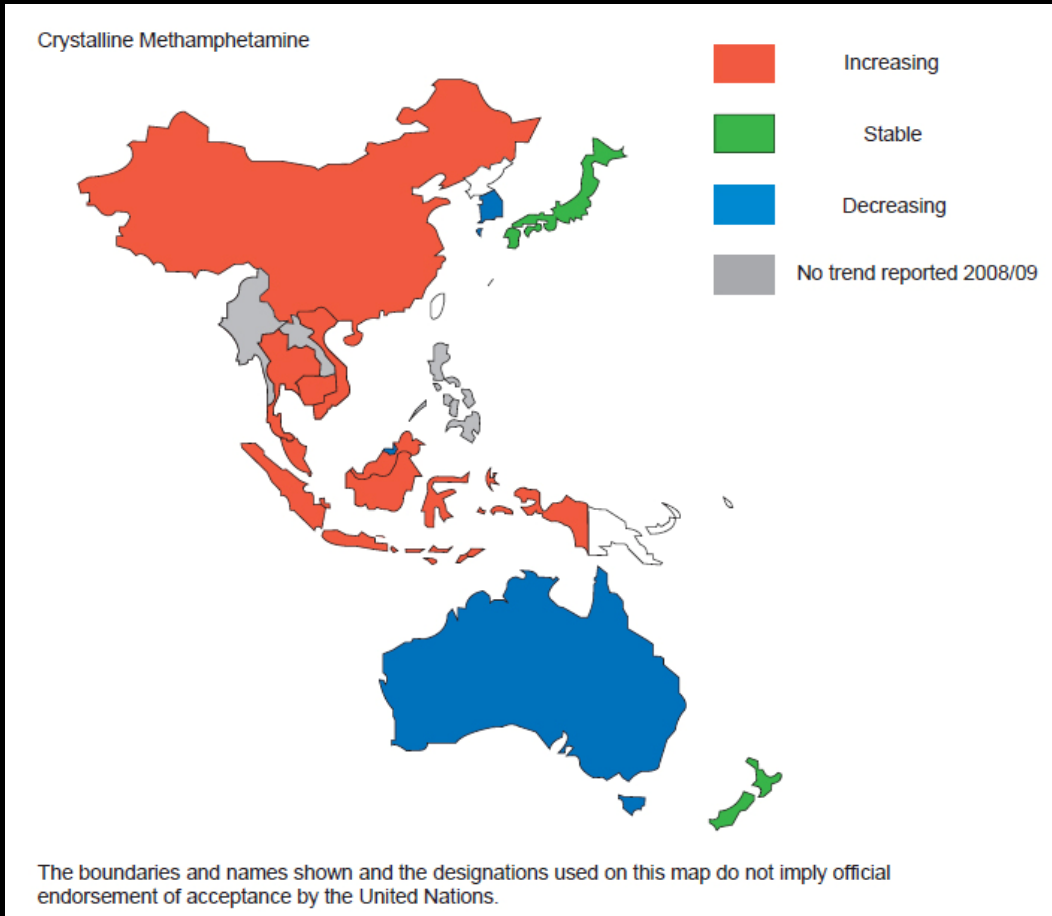 Crystalline Methamphetamine
Increasing
Stable
Decreasing
No trend reported 2008/09
The boundaries and names shown and the designations used on this map do not imply official
endorsement of acceptance by the United Nations.